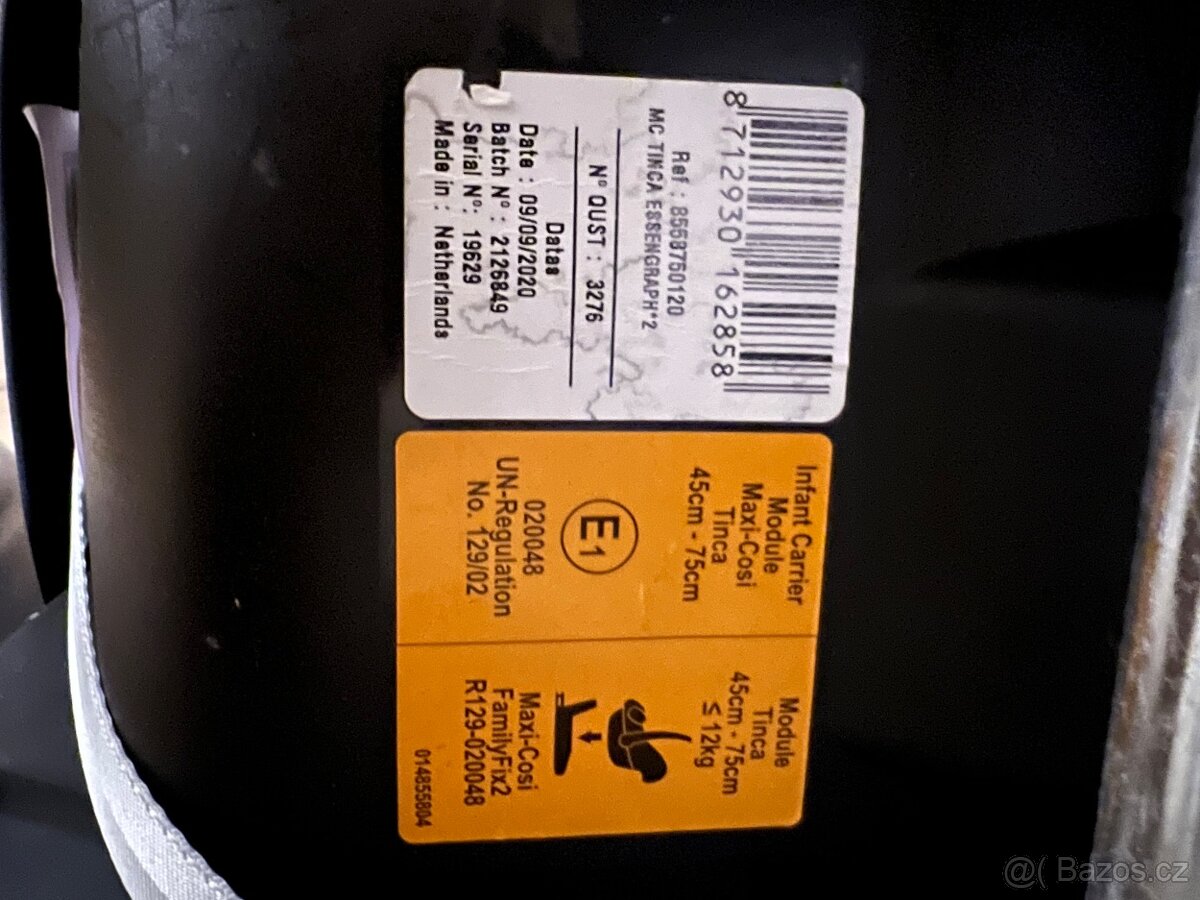 8 712930 162858
Ref : 8558760120
MC TINCA ESSENGRAPH*2
N° QUST : 3276
Datas
Date : 09/09/2020
Batch N° : 2126849
Serial N°: 19629
Made in : Netherlands
Infant Carrier
Module
Maxi-Cosi
Tinca
45cm - 75cm
E1
020048
UN-Regulation
No. 129/02
Module
Tinca
45cm - 75cm
≤ 12kg
Maxi-Cosi
FamilyFix2
R129-020048
014855804
@( Bazos.cz